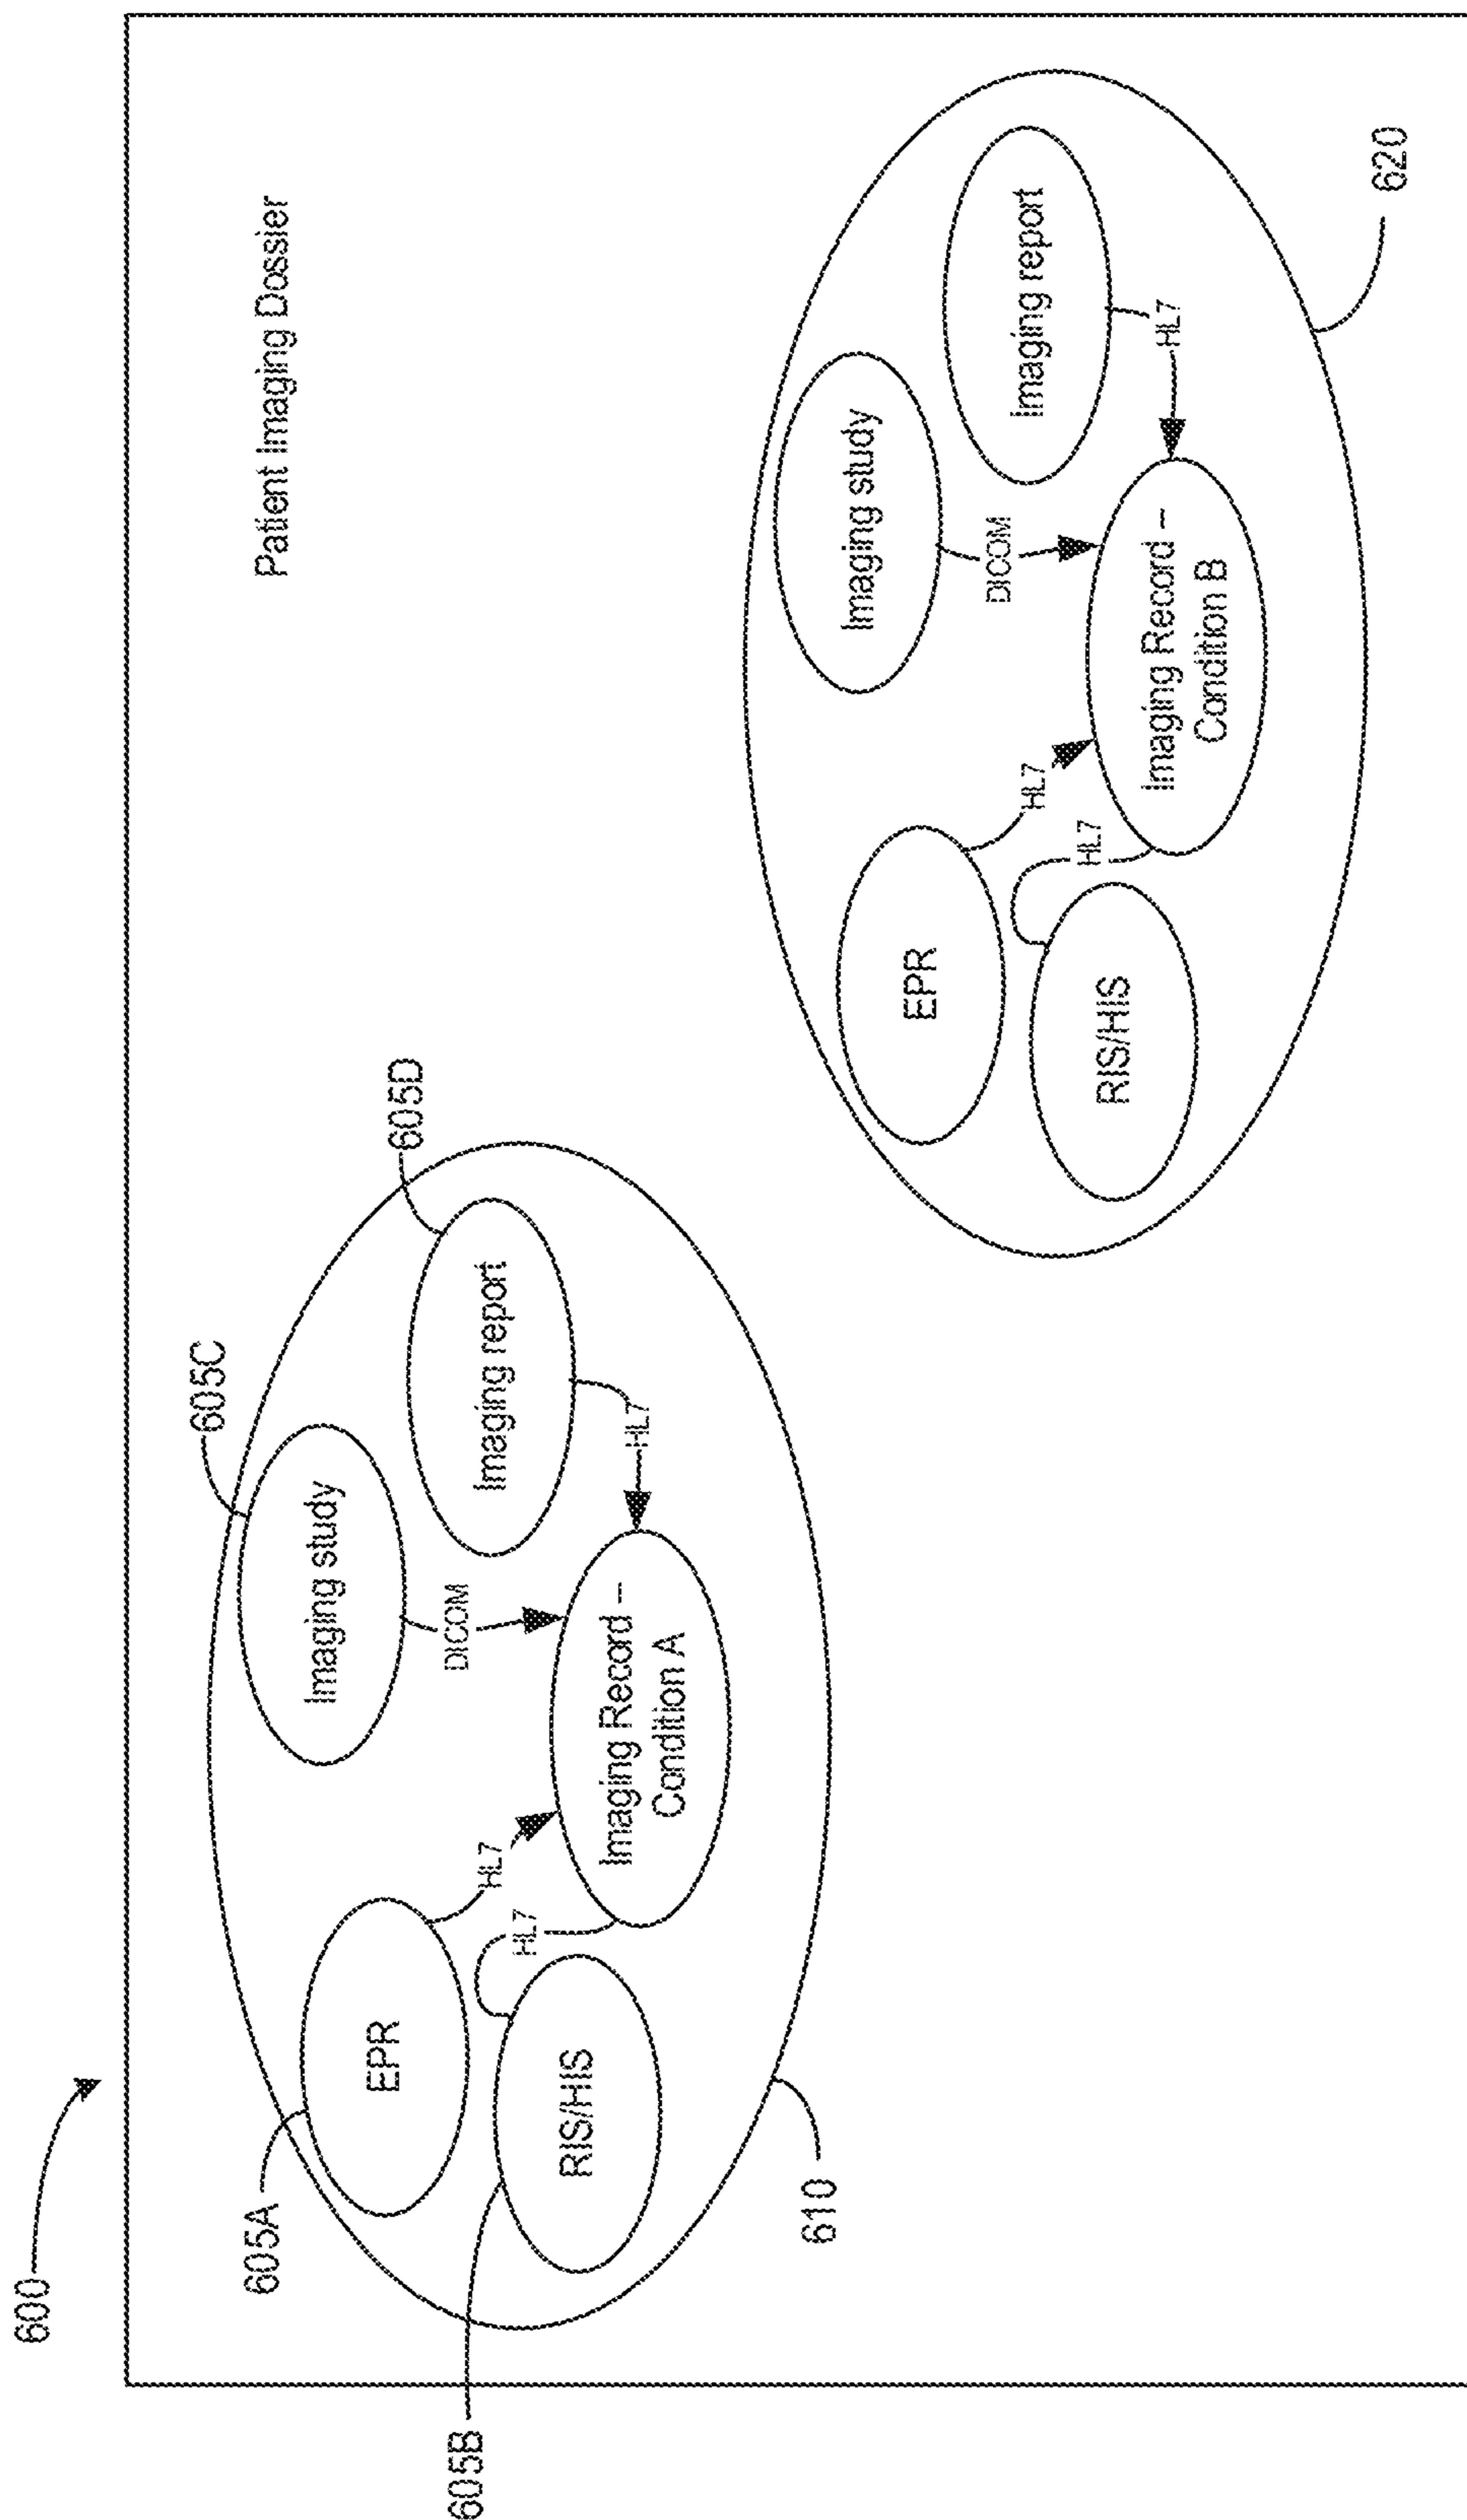 600
Patient Imaging Dossier
605A
605B
605C
605D
EPR
RIS/HIS
Imaging study
Imaging report
HL7
HL7
DICOM
HL7
Imaging Record –
Condition A
610
EPR
RIS/HIS
Imaging study
Imaging report
HL7
HL7
DICOM
HL7
Imaging Record –
Condition B
620